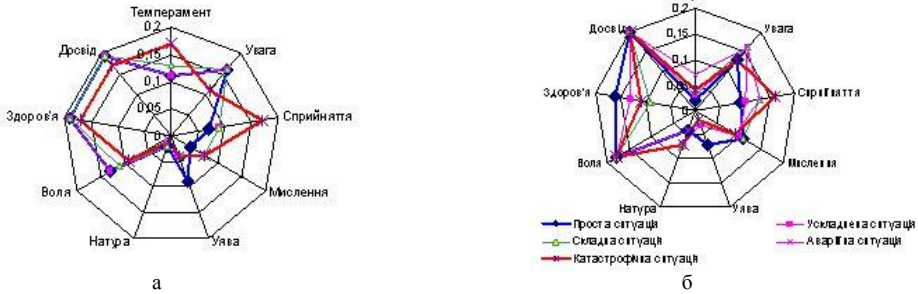 Темперамент
0,2
0,15
0,1
0,05
0
Увага
Сприйняття
Мислення
Уява
Натура
Воля
Здоров'я
Досвід
0,2
0,15
0,1
0,05
0
Увага
Сприйняття
Мислення
Уява
Натура
Воля
Здоров'я
Досвід
Проста ситуація
Ускладнена ситуація
Складна ситуація
Аварійна ситуація
Катастрофічна ситуація
а
б